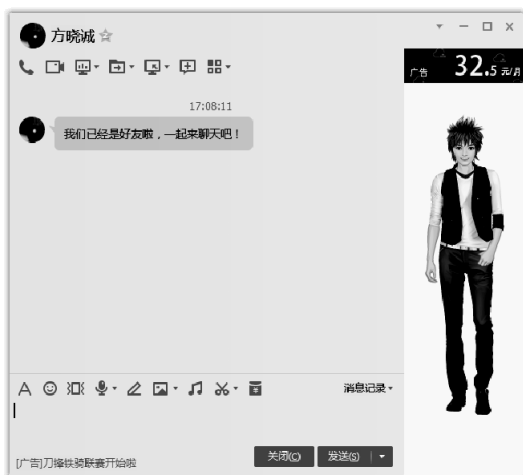 方晓诚
广告 32.5 元/月
17:08:11
我们已经是好友啦，一起来聊天吧！
消息记录
关闭(C) 发送(S)
[广告]刀锋铁骑联赛开始啦